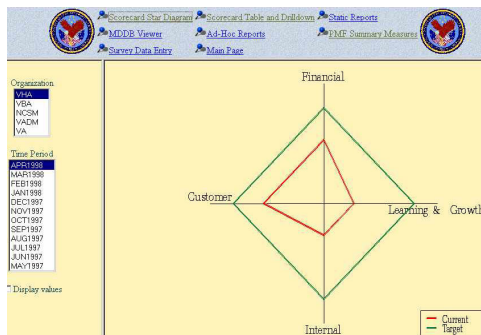 Scorecard Star Diagram Scorecard Table and Drilldown Static Reports
MDDB Viewer Ad-Hoc Reports PMF Summary Measures
Survey Data Entry Main Page
Organization
VHA
VBA
NCSM
VADM
VA
Time Period
APR1998
MAR1998
FEB1998
JAN1998
DEC1997
NOV1997
OCT1997
SEP1997
AUG1997
JUL1997
JUN1997
MAY1997
Display values
Financial
Customer
Learning & Growth
Internal
Current
Target